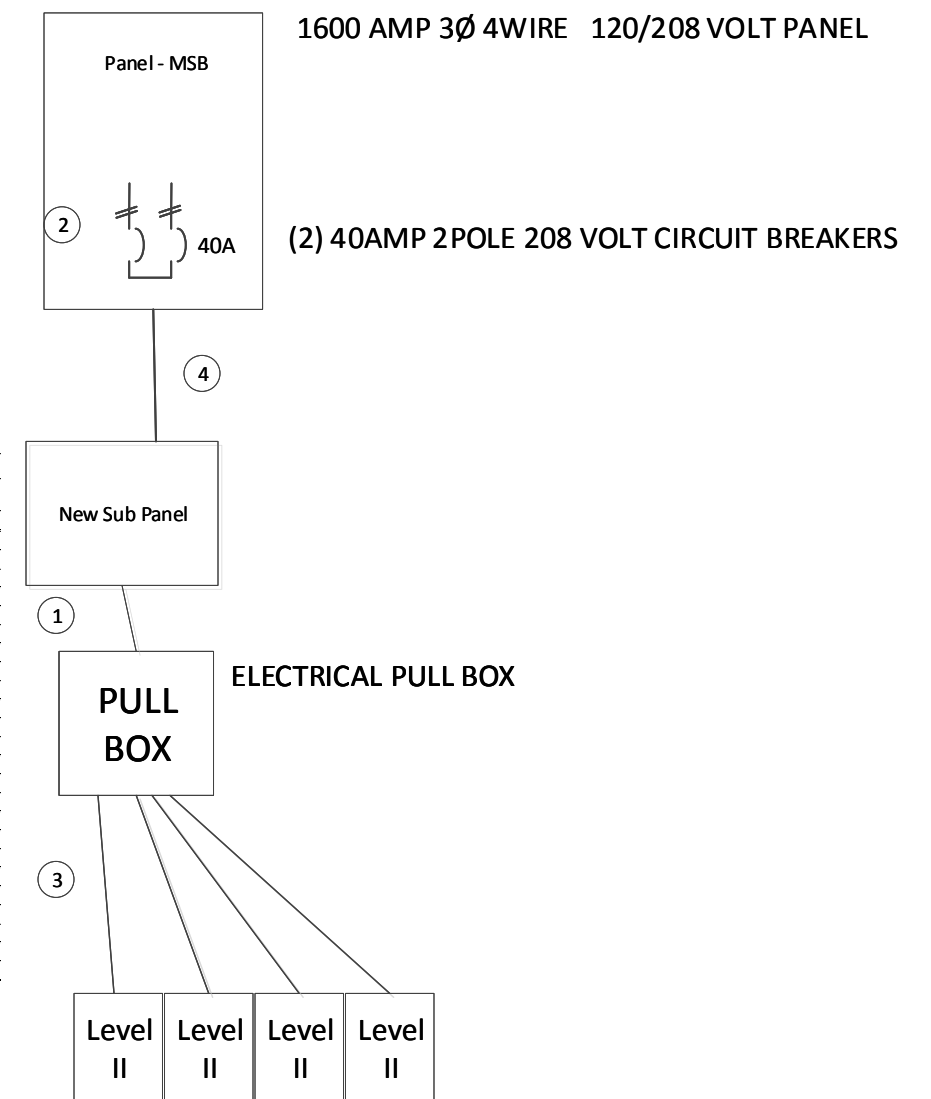 1600 AMP 3Ø 4WIRE 120/208 VOLT PANEL
Panel - MSB
2
40A
(2) 40AMP 2POLE 208 VOLT CIRCUIT BREAKERS
4
New Sub Panel
1
ELECTRICAL PULL BOX
PULL
BOX
3
Level
II
Level
II
Level
II
Level
II